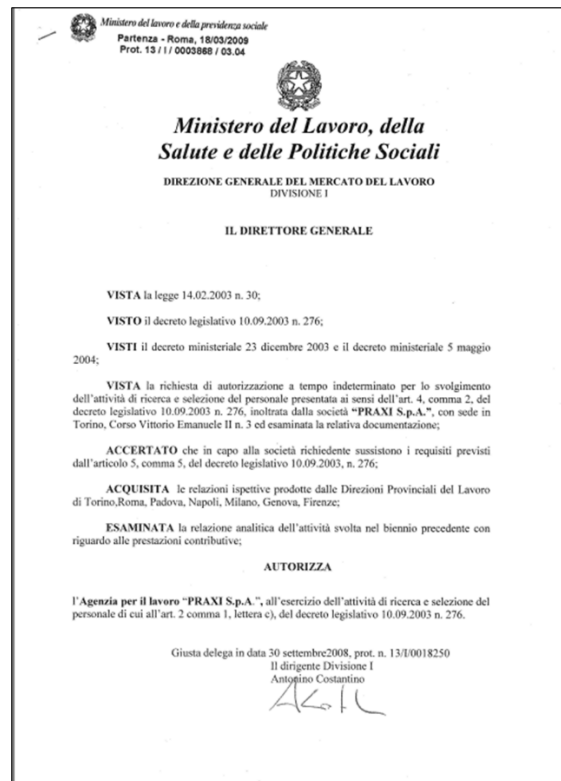 Ministero del lavoro e della previdenza sociale
Partenza - Roma, 18/03/2009
Prot. 13 / I / 0003868 / 03.04
Ministero del Lavoro, della
Salute e delle Politiche Sociali
DIREZIONE GENERALE DEL MERCATO DEL LAVORO
DIVISIONE I
IL DIRETTORE GENERALE
VISTA la legge 14.02.2003 n. 30;
VISTO il decreto legislativo 10.09.2003 n. 276;
VISTI il decreto ministeriale 23 dicembre 2003 e il decreto ministeriale 5 maggio
2004;
VISTA la richiesta di autorizzazione a tempo indeterminato per lo svolgimento
dell'attività di ricerca e selezione del personale presentata ai sensi dell'art. 4, comma 2, del
decreto legislativo 10.09.2003 n. 276, inoltrata dalla società "PRAXI S.p.A.", con sede in
Torino, Corso Vittorio Emanuele II n. 3 ed esaminata la relativa documentazione;
ACCERTATO che in capo alla società richiedente sussistono i requisiti previsti
dall'articolo 5, comma 5, del decreto legislativo 10.09.2003, n. 276;
ACQUISITA le relazioni ispettive prodotte dalle Direzioni Provinciali del Lavoro
di Torino,Roma, Padova, Napoli, Milano, Genova, Firenze;
ESAMINATA la relazione analitica dell'attività svolta nel biennio precedente con
riguardo alle prestazioni contributive;
AUTORIZZA
l'Agenzia per il lavoro "PRAXI S.p.A.", all'esercizio dell'attività di ricerca e selezione del
personale di cui all'art. 2 comma 1, lettera c), del decreto legislativo 10.09.2003 n. 276.
Giusta delega in data 30 settembre2008, prot. n. 13/I/0018250
Il dirigente Divisione I
Antonino Costantino